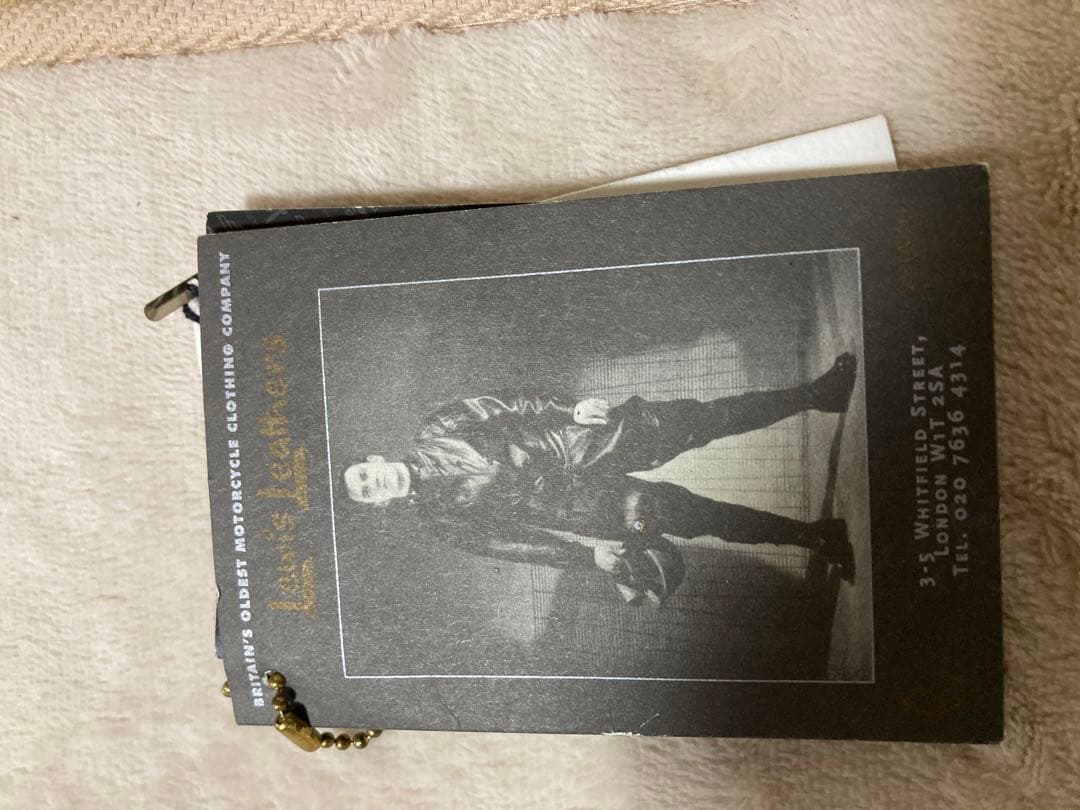 BRITAIN'S OLDEST MOTORCYCLE CLOTHING COMPANY
Lewis Leathers
3-5 WHITFIELD STREET,
LONDON W1T 2SA
TEL. 020 7636 4314